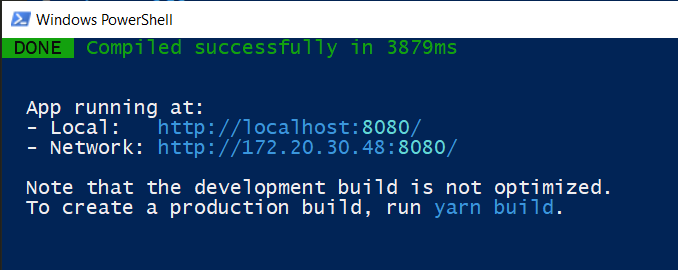 Windows PowerShell
DONE Compiled successfully in 3879ms
App running at:
- Local: http://localhost:8080/
- Network: http://172.20.30.48:8080/
Note that the development build is not optimized.
To create a production build, run yarn build.